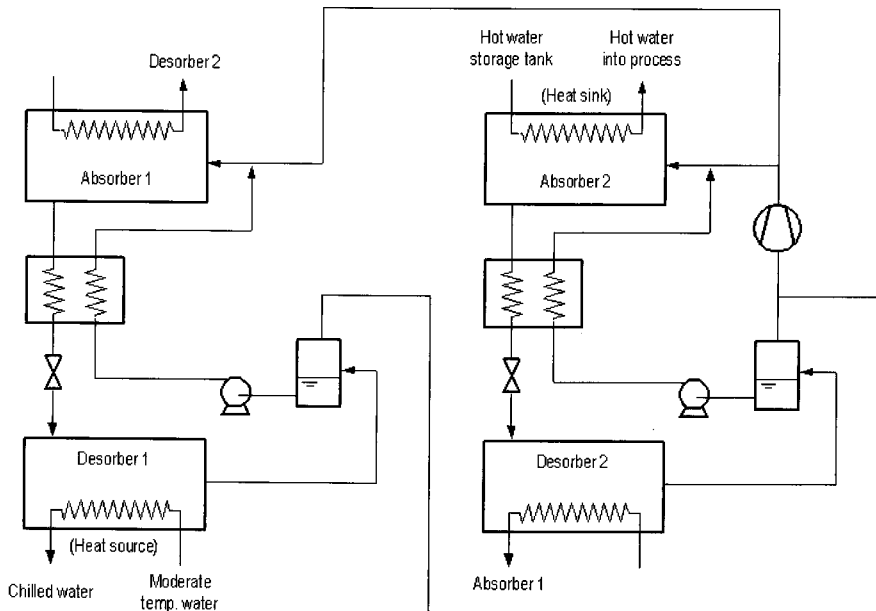 Hot water
storage tank
Hot water
into process
Desorber 2
(Heat sink)
Absorber 1
Absorber 2
Desorber 1
Desorber 2
(Heat source)
Chilled water
Moderate
temp. water
Absorber 1